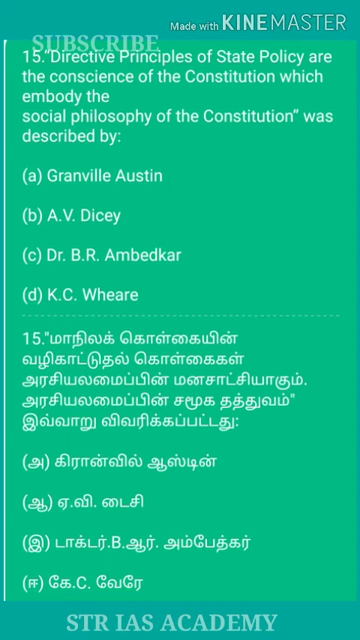 Made with KINEMASTER
SUBSCRIBE
15."Directive Principles of State Policy are
the conscience of the Constitution which
embody the
social philosophy of the Constitution" was
described by:
(a) Granville Austin
(b) A.V. Dicey
(c) Dr. B.R. Ambedkar
(d) K.C. Wheare
15."மாநிலக் கொள்கையின்
வழிகாட்டுதல் கொள்கைகள்
அரசியலமைப்பின் மனசாட்சியாகும்.
அரசியலமைப்பின் சமூக தத்துவம்"
இவ்வாறு விவரிக்கப்பட்டது:
(அ) கிரான்வில் ஆஸ்டின்
(ஆ) ஏ.வி. டைசி
(இ) டாக்டர்.B.ஆர். அம்பேத்கர்
(ஈ) கே.C. வேரே
STR IAS ACADEMY